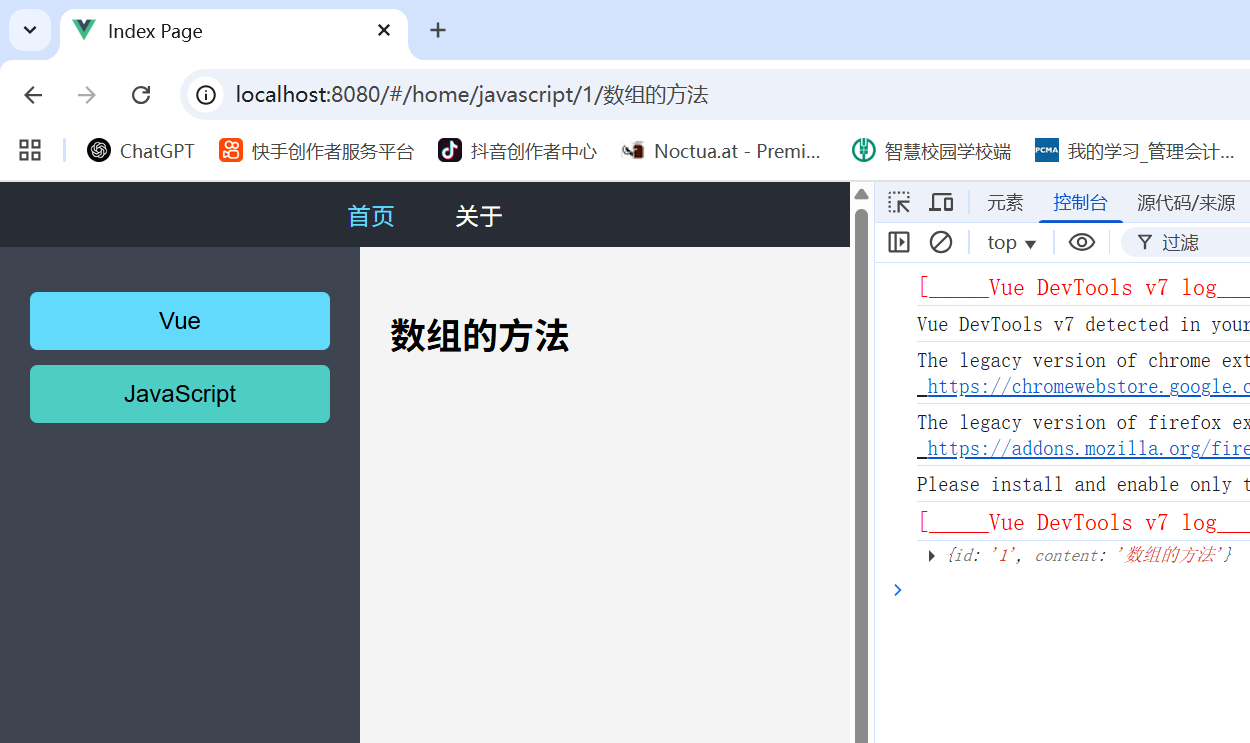 Index Page
localhost:8080/#/home/javascript/1/数组的方法
ChatGPT 快手创作者服务平台 抖音创作者中心 Noctua.at - Premi... 智慧校园学校端 PCMA 我的学习_管理会计...
首页 关于
Vue
JavaScript
数组的方法
元素 控制台 源代码/来源
top 过滤
[_____Vue DevTools v7 log___
Vue DevTools v7 detected in your
The legacy version of chrome ext
https://chromewebstore.google.c
The legacy version of firefox ex
https://addons.mozilla.org/fire
Please install and enable only t
[_____Vue DevTools v7 log___
{id: '1', content: '数组的方法'}